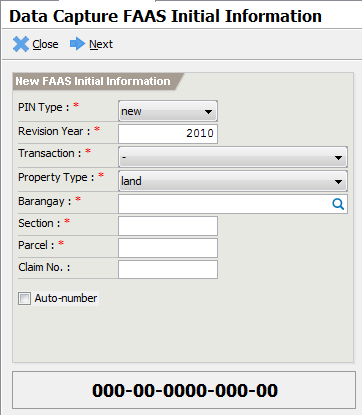 Data Capture FAAS Initial Information
Close Next
New FAAS Initial Information
PIN Type : * new
Revision Year : * 2010
Transaction : * -
Property Type : * land
Barangay : *
Section : *
Parcel : *
Claim No. :
Auto-number
000-00-0000-000-00